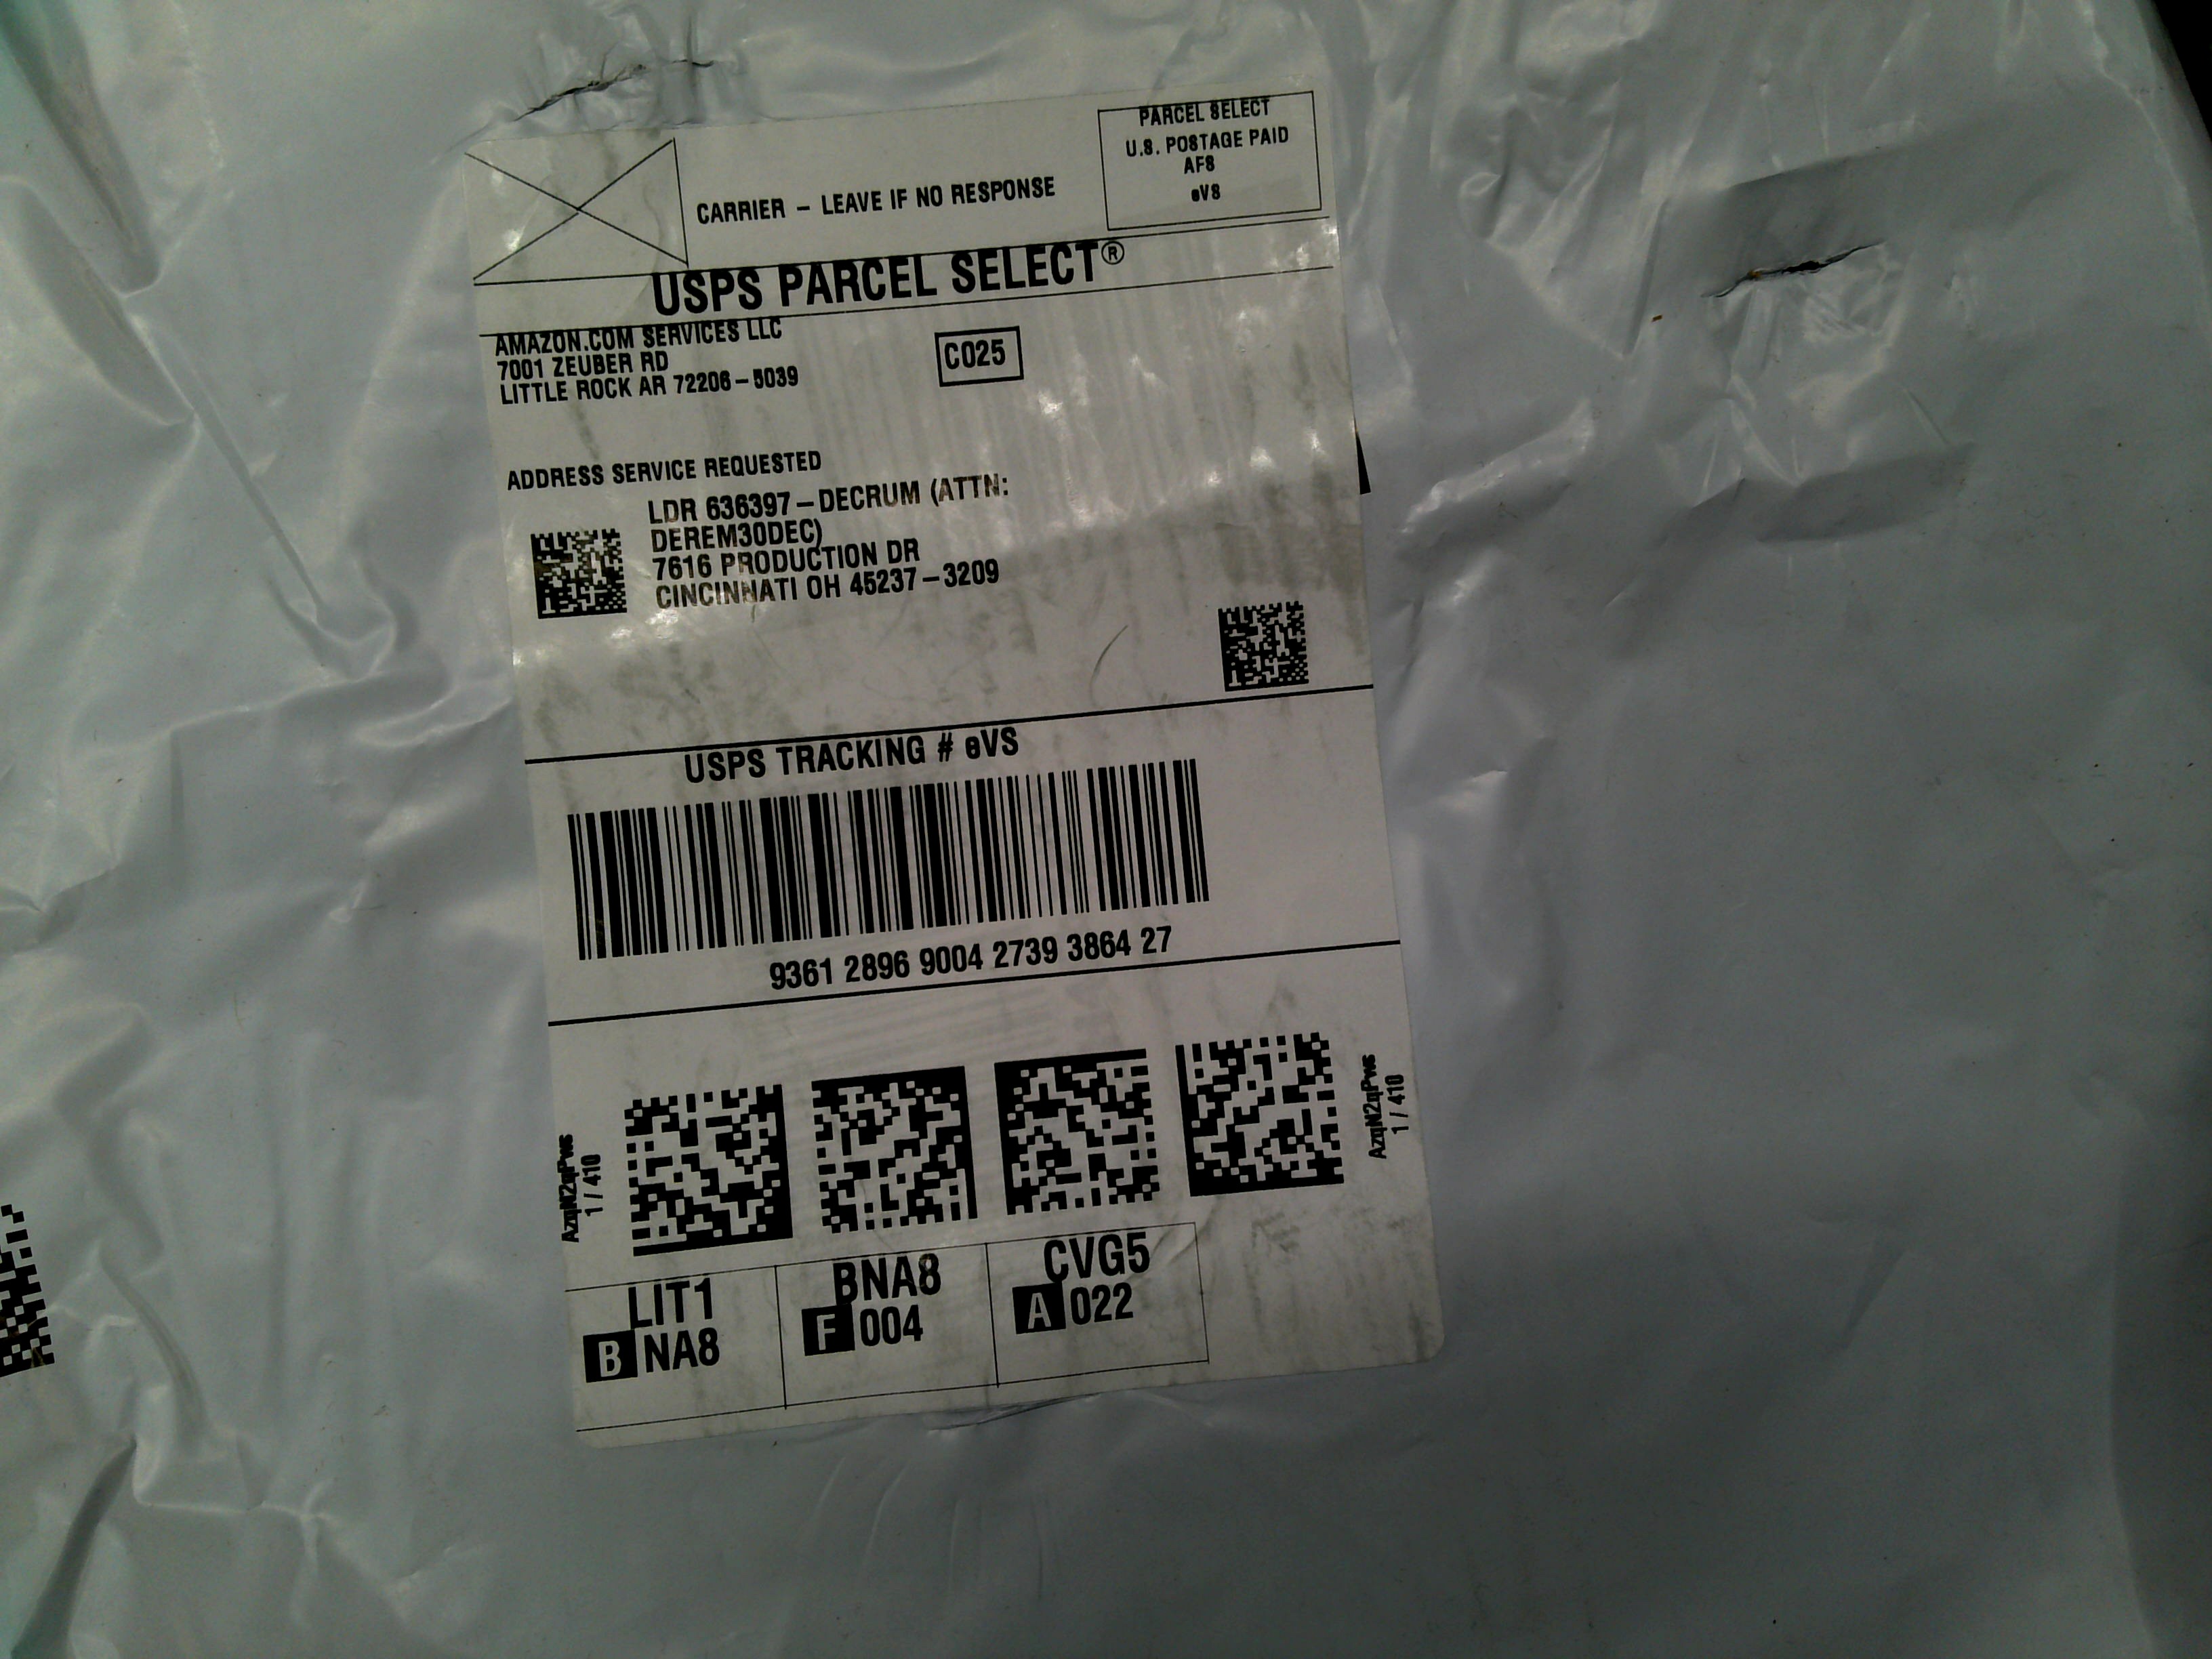 PARCEL SELECT
U.S. POSTAGE PAID
AFS
eVS
CARRIER – LEAVE IF NO RESPONSE
USPS PARCEL SELECT®
AMAZON.COM SERVICES LLC
7001 ZEUBER RD
LITTLE ROCK AR 72206–5039
C025
ADDRESS SERVICE REQUESTED
LDR 636397–DECRUM (ATTN:
DEREM30DEC)
7616 PRODUCTION DR
CINCINNATI OH 45237–3209
USPS TRACKING # eVS
9361 2896 9004 2739 3864 27
AzqN2qPws
1 / 410
AzqN2qPws
1 / 410
LIT1
B NA8
BNA8
F 004
CVG5
A 022